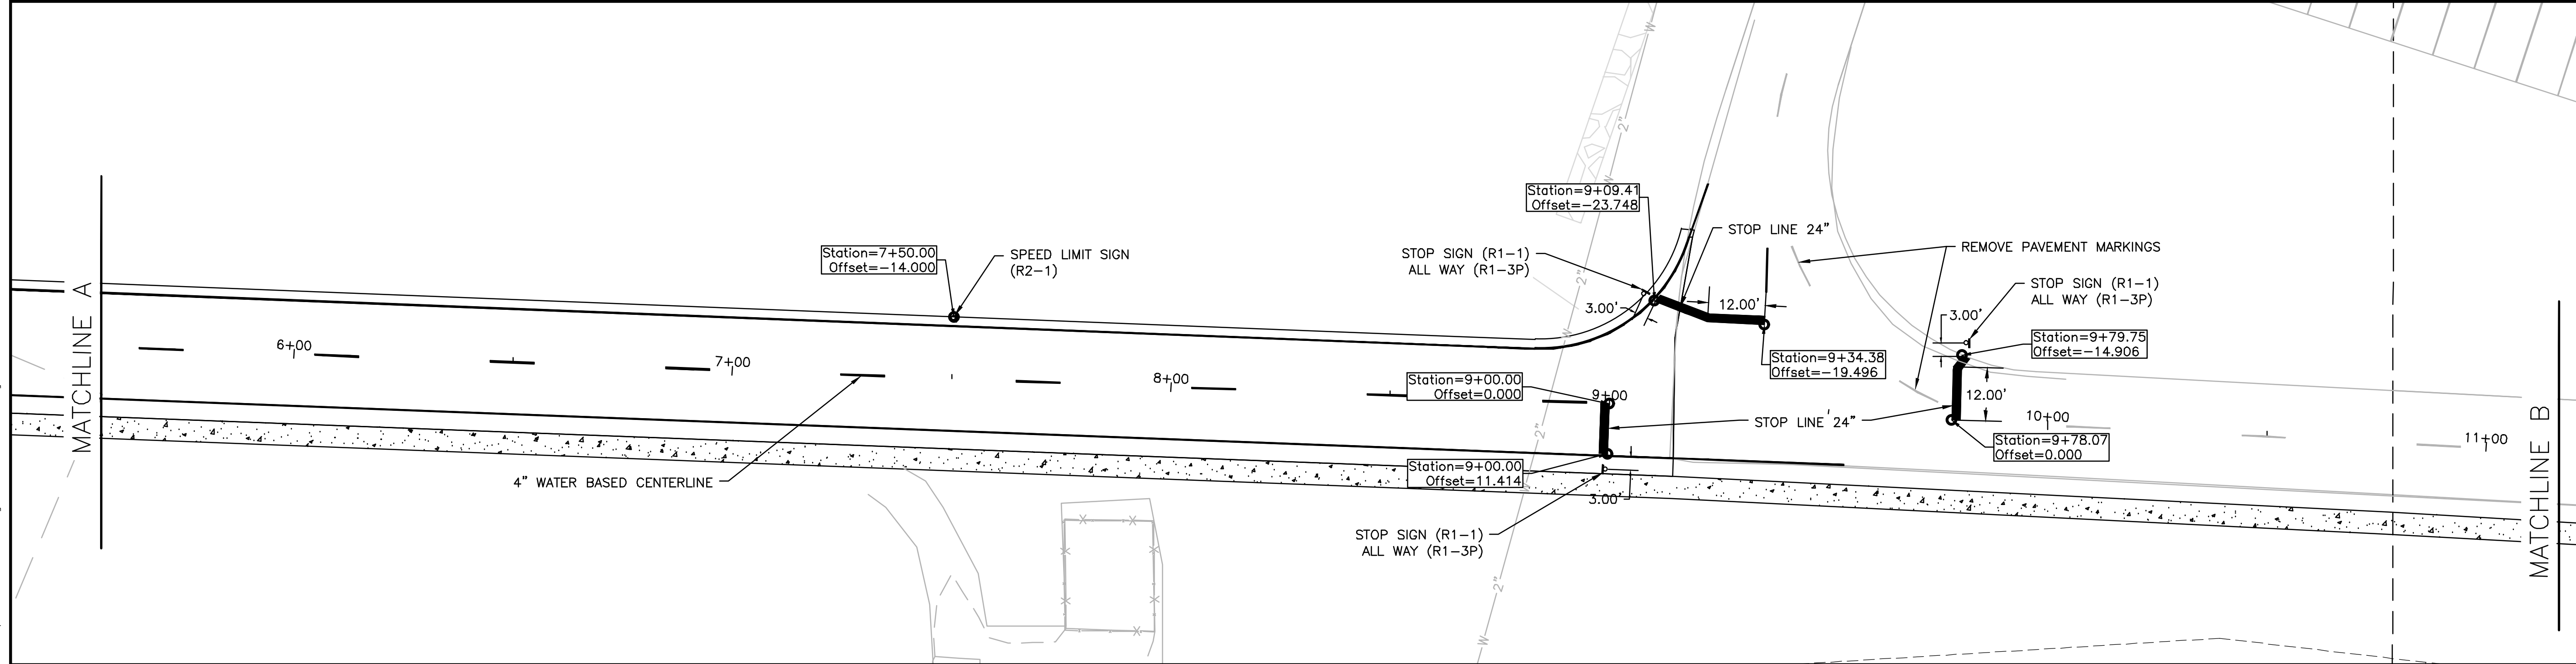 MATCHLINE A
6+00
7+00
8+00
9+00
10+00
11+00
MATCHLINE B
Station=7+50.00
Offset=-14.000
SPEED LIMIT SIGN
(R2-1)
4" WATER BASED CENTERLINE
Station=9+09.41
Offset=-23.748
STOP SIGN (R1-1)
ALL WAY (R1-3P)
3.00'
STOP LINE 24"
12.00'
Station=9+34.38
Offset=-19.496
REMOVE PAVEMENT MARKINGS
STOP SIGN (R1-1)
ALL WAY (R1-3P)
3.00'
Station=9+79.75
Offset=-14.906
12.00'
Station=9+78.07
Offset=0.000
Station=9+00.00
Offset=0.000
STOP LINE 24"
Station=9+00.00
Offset=11.414
3.00'
STOP SIGN (R1-1)
ALL WAY (R1-3P)
W
2"
W
2"
W
2"
W
2"
2"
W